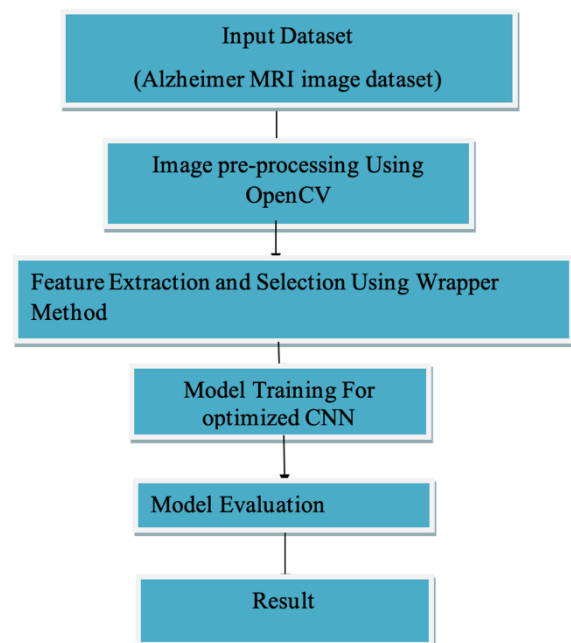 Input Dataset
(Alzheimer MRI image dataset)
Image pre-processing Using
OpenCV
Feature Extraction and Selection Using Wrapper
Method
Model Training For
optimized CNN
Model Evaluation
Result